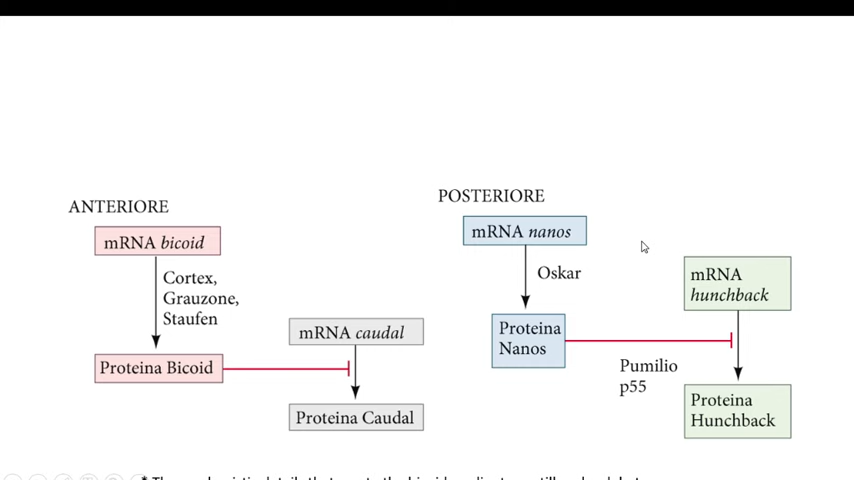 ANTERIORE
mRNA bicoid
Cortex,
Grauzone,
Staufen
Proteina Bicoid
mRNA caudal
Proteina Caudal
POSTERIORE
mRNA nanos
Oskar
Proteina
Nanos
Pumilio
p55
mRNA
hunchback
Proteina
Hunchback